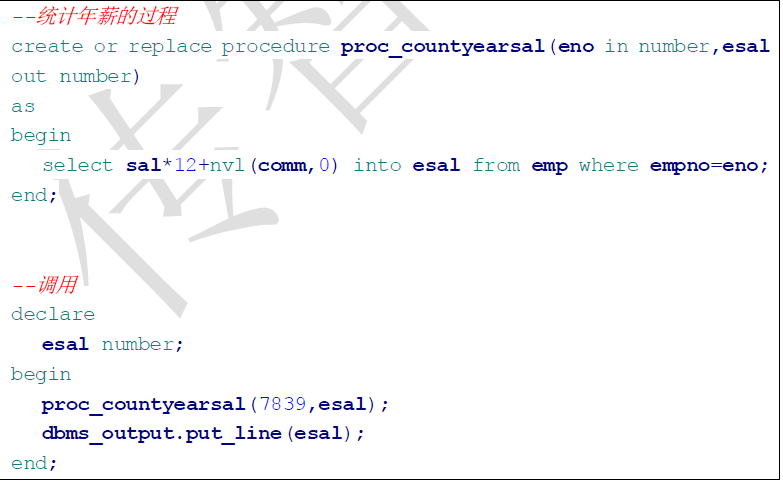 --统计年薪的过程
create or replace procedure proc_countyearsal(eno in number,esal
out number)
as
begin
select sal*12+nvl(comm,0) into esal from emp where empno=eno;
end;
--调用
declare
esal number;
begin
proc_countyearsal(7839,esal);
dbms_output.put_line(esal);
end;
传智